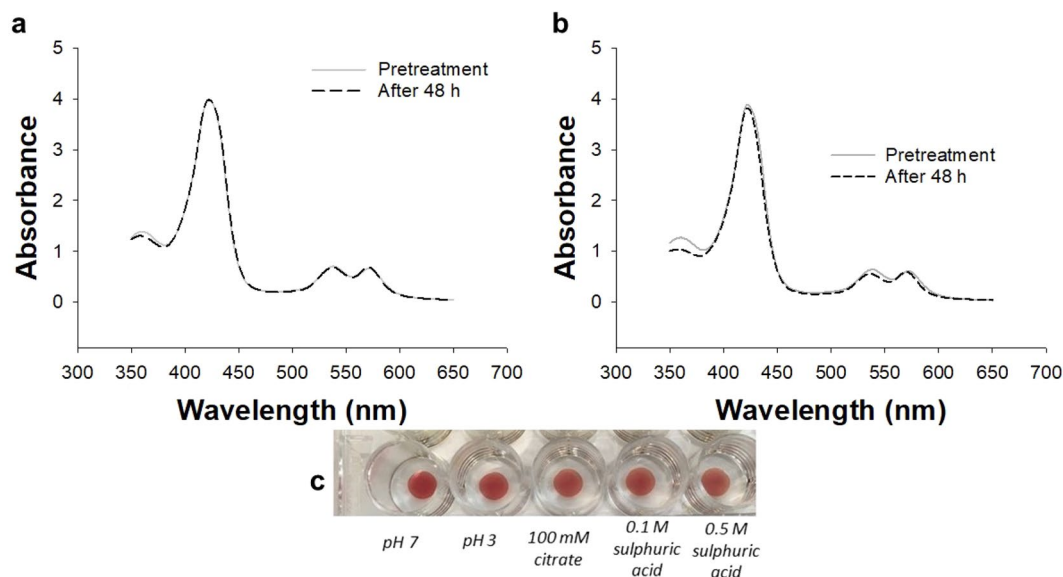 a
5
4
3
2
1
0
Absorbance
Pretreatment
After 48 h
300 350 400 450 500 550 600 650 700
Wavelength (nm)
b
5
4
3
2
1
0
Absorbance
Pretreatment
After 48 h
300 350 400 450 500 550 600 650 700
Wavelength (nm)
c
pH 7
pH 3
100 mM
citrate
0.1 M
sulphuric
acid
0.5 M
sulphuric
acid